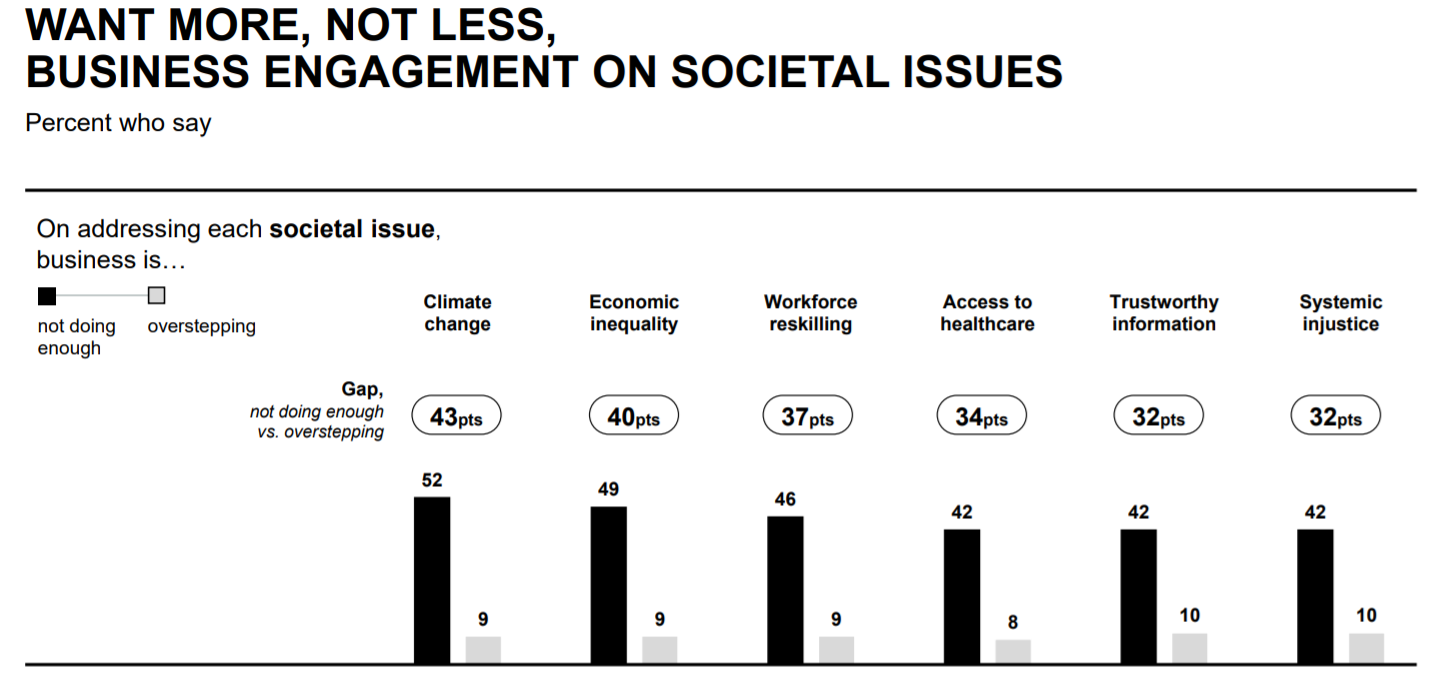 WANT MORE, NOT LESS,
BUSINESS ENGAGEMENT ON SOCIETAL ISSUES
Percent who say
On addressing each societal issue,
business is…
not doing
enough
overstepping
Climate
change
Economic
inequality
Workforce
reskilling
Access to
healthcare
Trustworthy
information
Systemic
injustice
Gap,
not doing enough
vs. overstepping
43pts
40pts
37pts
34pts
32pts
32pts
52
9
49
9
46
9
42
8
42
10
42
10